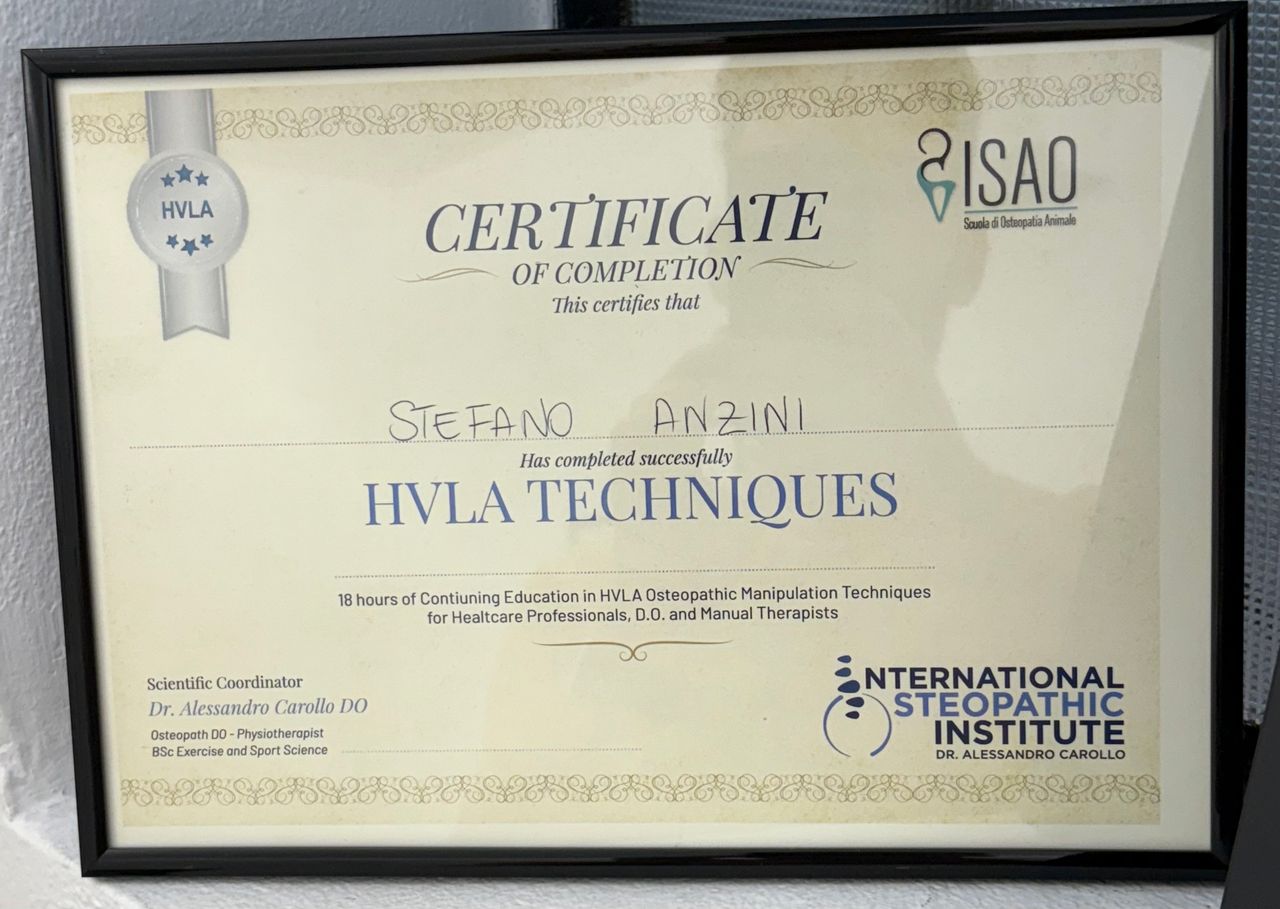 HVLA
ISAO
Scuola di Osteopatia Animale
CERTIFICATE
OF COMPLETION
This certifies that
STEFANO ANZINI
Has completed successfully
HVLA TECHNIQUES
18 hours of Contiuning Education in HVLA Osteopathic Manipulation Techniques
for Healtcare Professionals, D.O. and Manual Therapists
Scientific Coordinator
Dr. Alessandro Carollo DO
Osteopath DO - Physiotherapist
BSc Exercise and Sport Science
INTERNATIONAL
OSTEOPATHIC
INSTITUTE
DR. ALESSANDRO CAROLLO